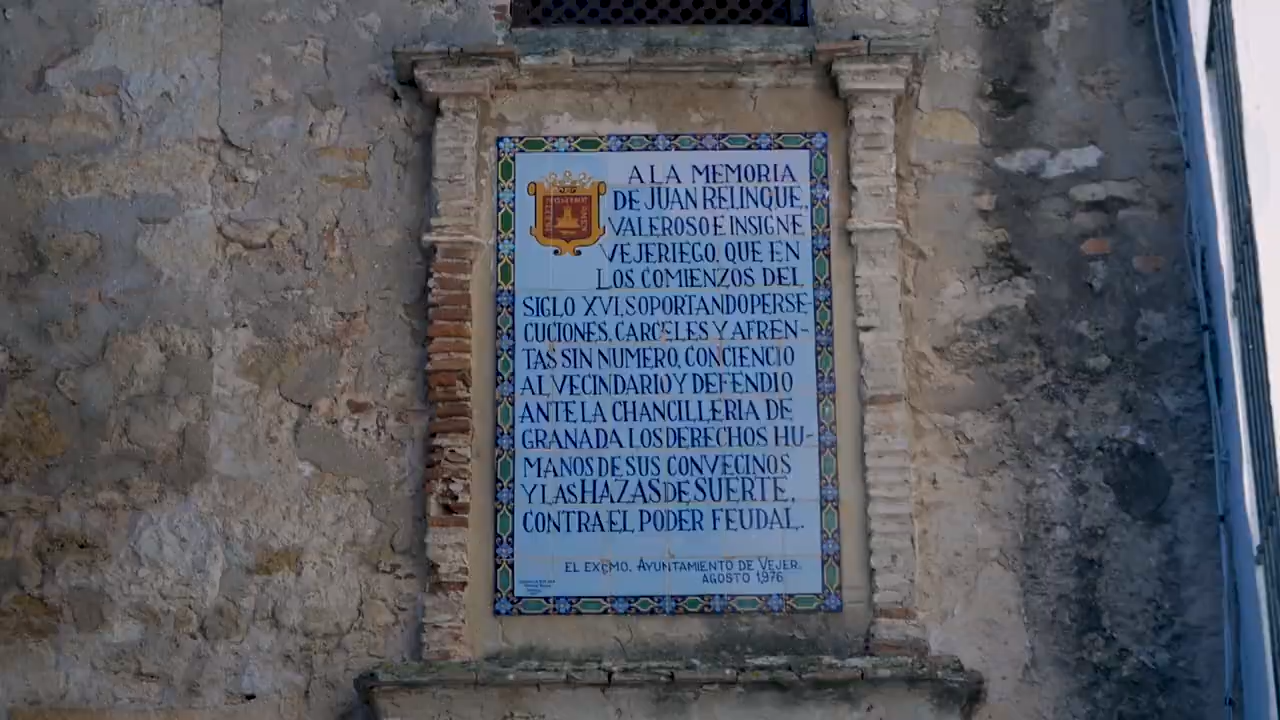 A LA MEMORIA
DE JUAN RELINQUE,
VALEROSO E INSIGNE
VEJERIEGO, QUE EN
LOS COMIENZOS DEL
SIGLO XVI, SOPORTANDO PERSE-
CUCIONES, CARCELES Y AFREN-
TAS SIN NUMERO, CONCIENCIO
AL VECINDARIO Y DEFENDIO
ANTE LA CHANCILLERIA DE
GRANADA LOS DERECHOS HU-
MANOS DE SUS CONVECINOS
Y LAS HAZAS DE SUERTE,
CONTRA EL PODER FEUDAL.
EL EXCMO. AYUNTAMIENTO DE VEJER.
AGOSTO 1,976